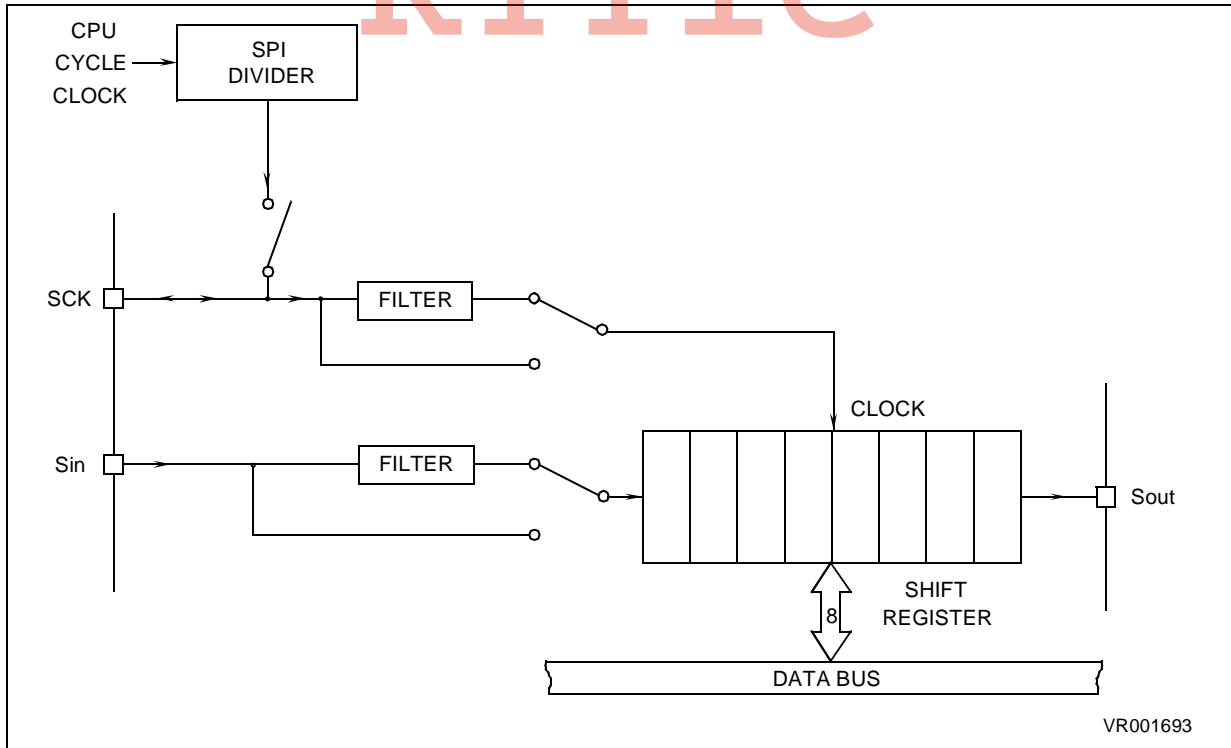 CPU
CYCLE
CLOCK
SPI
DIVIDER
SCK
FILTER
CLOCK
Sin
FILTER
Sout
SHIFT
REGISTER
8
DATA BUS
VR001693